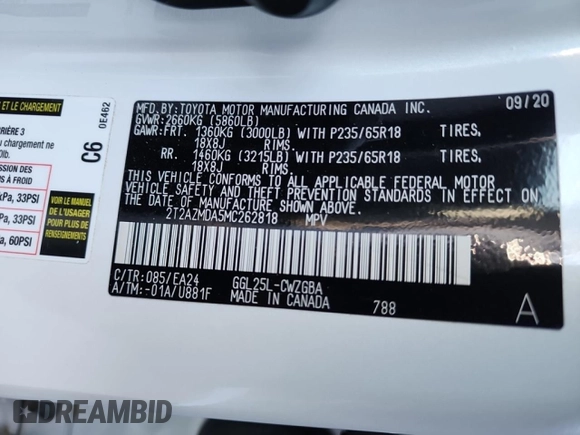 E ET LE CHARGEMENT
0E462
C6
RIÈRE 3
du chargement ne
0lb.
SSION DES
kPa, 33PSI
a, 33PSI
a, 60PSI
VOIR LE MANUEL
DE L'USAGER
POUR PLUS DE
RENSEIGNEMENTS
MFD.BY:TOYOTA MOTOR MANUFACTURING CANADA INC. 09/20
GVWR:2660KG (5860LB)
GAWR:FRT. 1360KG (3000LB) WITH P235/65R18 TIRES,
18X8J RIMS.
RR. 1460KG (3215LB) WITH P235/65R18 TIRES,
18X8J RIMS.
THIS VEHICLE CONFORMS TO ALL APPLICABLE FEDERAL MOTOR
VEHICLE SAFETY AND THEFT PREVENTION STANDARDS IN EFFECT ON
THE DATE OF MANUFACTURE SHOWN ABOVE.
2T2AZMDA5MC262818 MPV
C/TR:085/EA24 GGL25L-CWZGBA
A/TM:-01A/U881F MADE IN CANADA 788 A
DREAMBID